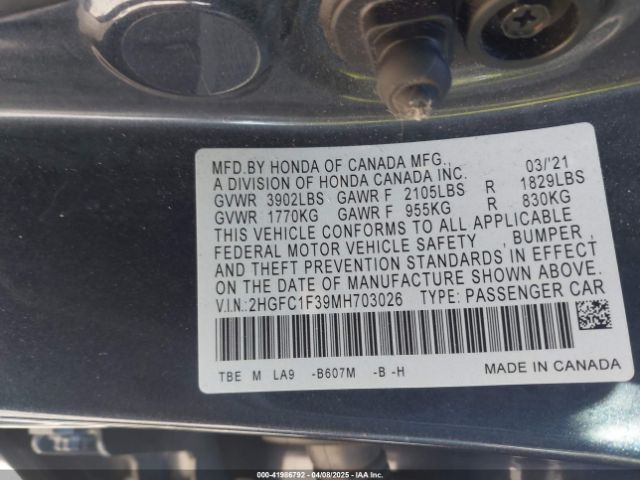 MFD.BY HONDA OF CANADA MFG., 03/'21
A DIVISION OF HONDA CANADA INC.
GVWR 3902LBS GAWR F 2105LBS R 1829LBS
GVWR 1770KG GAWR F 955KG R 830KG
THIS VEHICLE CONFORMS TO ALL APPLICABLE
FEDERAL MOTOR VEHICLE SAFETY , BUMPER ,
AND THEFT PREVENTION STANDARDS IN EFFECT
ON THE DATE OF MANUFACTURE SHOWN ABOVE.
V.I.N.:2HGFC1F39MH703026 TYPE: PASSENGER CAR
TBE M LA9 -B607M -B -H MADE IN CANADA
000-41986792 - 04/08/2025 - IAA Inc.